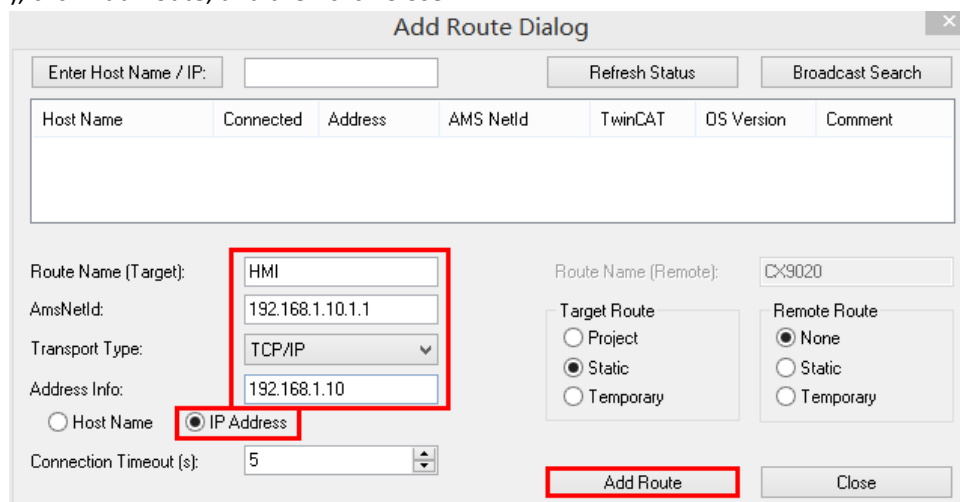 Add Route Dialog
Enter Host Name / IP: Refresh Status Broadcast Search
Host Name Connected Address AMS NetId TwinCAT OS Version Comment
Route Name (Target): HMI Route Name (Remote): CX9020
AmsNetId: 192.168.1.10.1.1 Target Route Remote Route
Transport Type: TCP/IP Project None
Address Info: 192.168.1.10 Static Static
Host Name IP Address Temporary Temporary
Connection Timeout (s): 5
Add Route Close